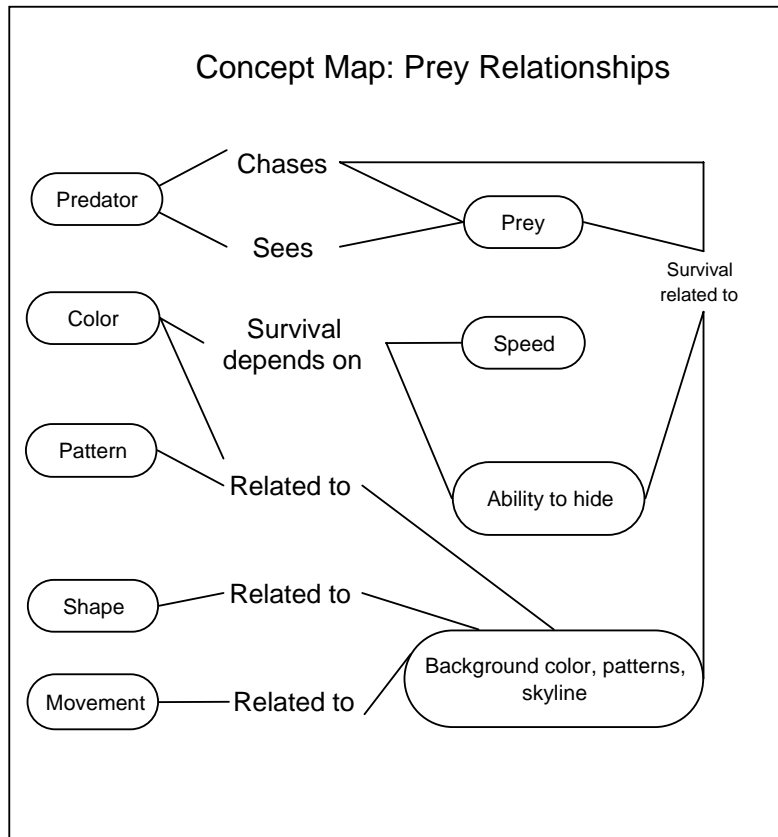 Concept Map: Prey Relationships
Chases
Predator
Prey
Sees
Survival
related to
Color
Survival
depends on
Speed
Pattern
Related to
Ability to hide
Shape
Related to
Background color, patterns,
skyline
Movement
Related to